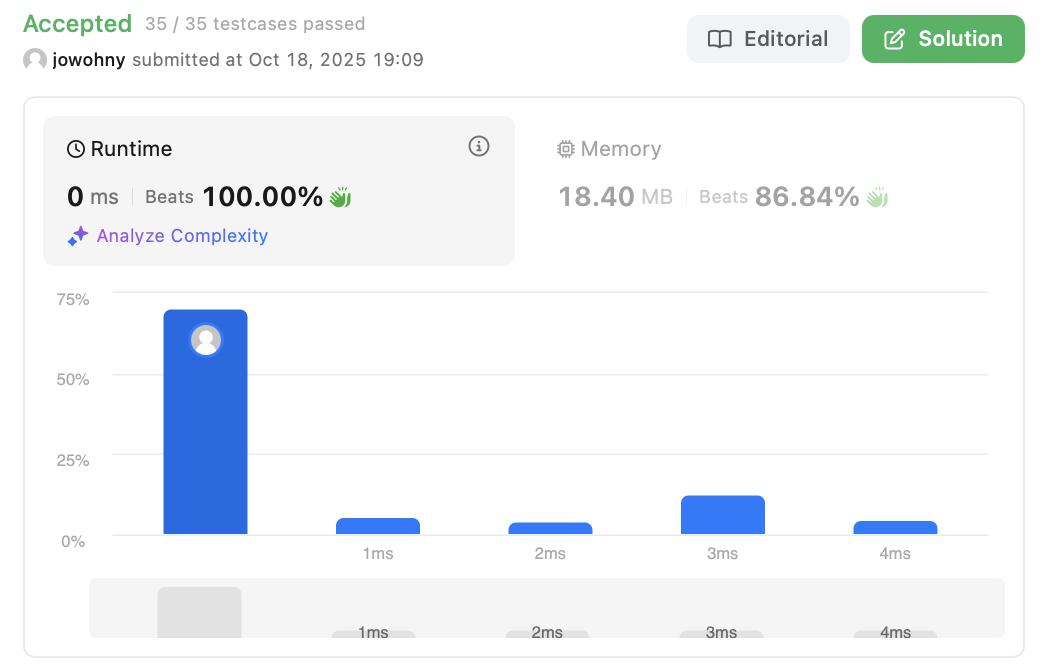 Accepted 35 / 35 testcases passed
jowohny submitted at Oct 18, 2025 19:09
Editorial
Solution
Runtime
0 ms Beats 100.00%
Analyze Complexity
Memory
18.40 MB Beats 86.84%
75%
50%
25%
0%
1ms 2ms 3ms 4ms
1ms 2ms 3ms 4ms